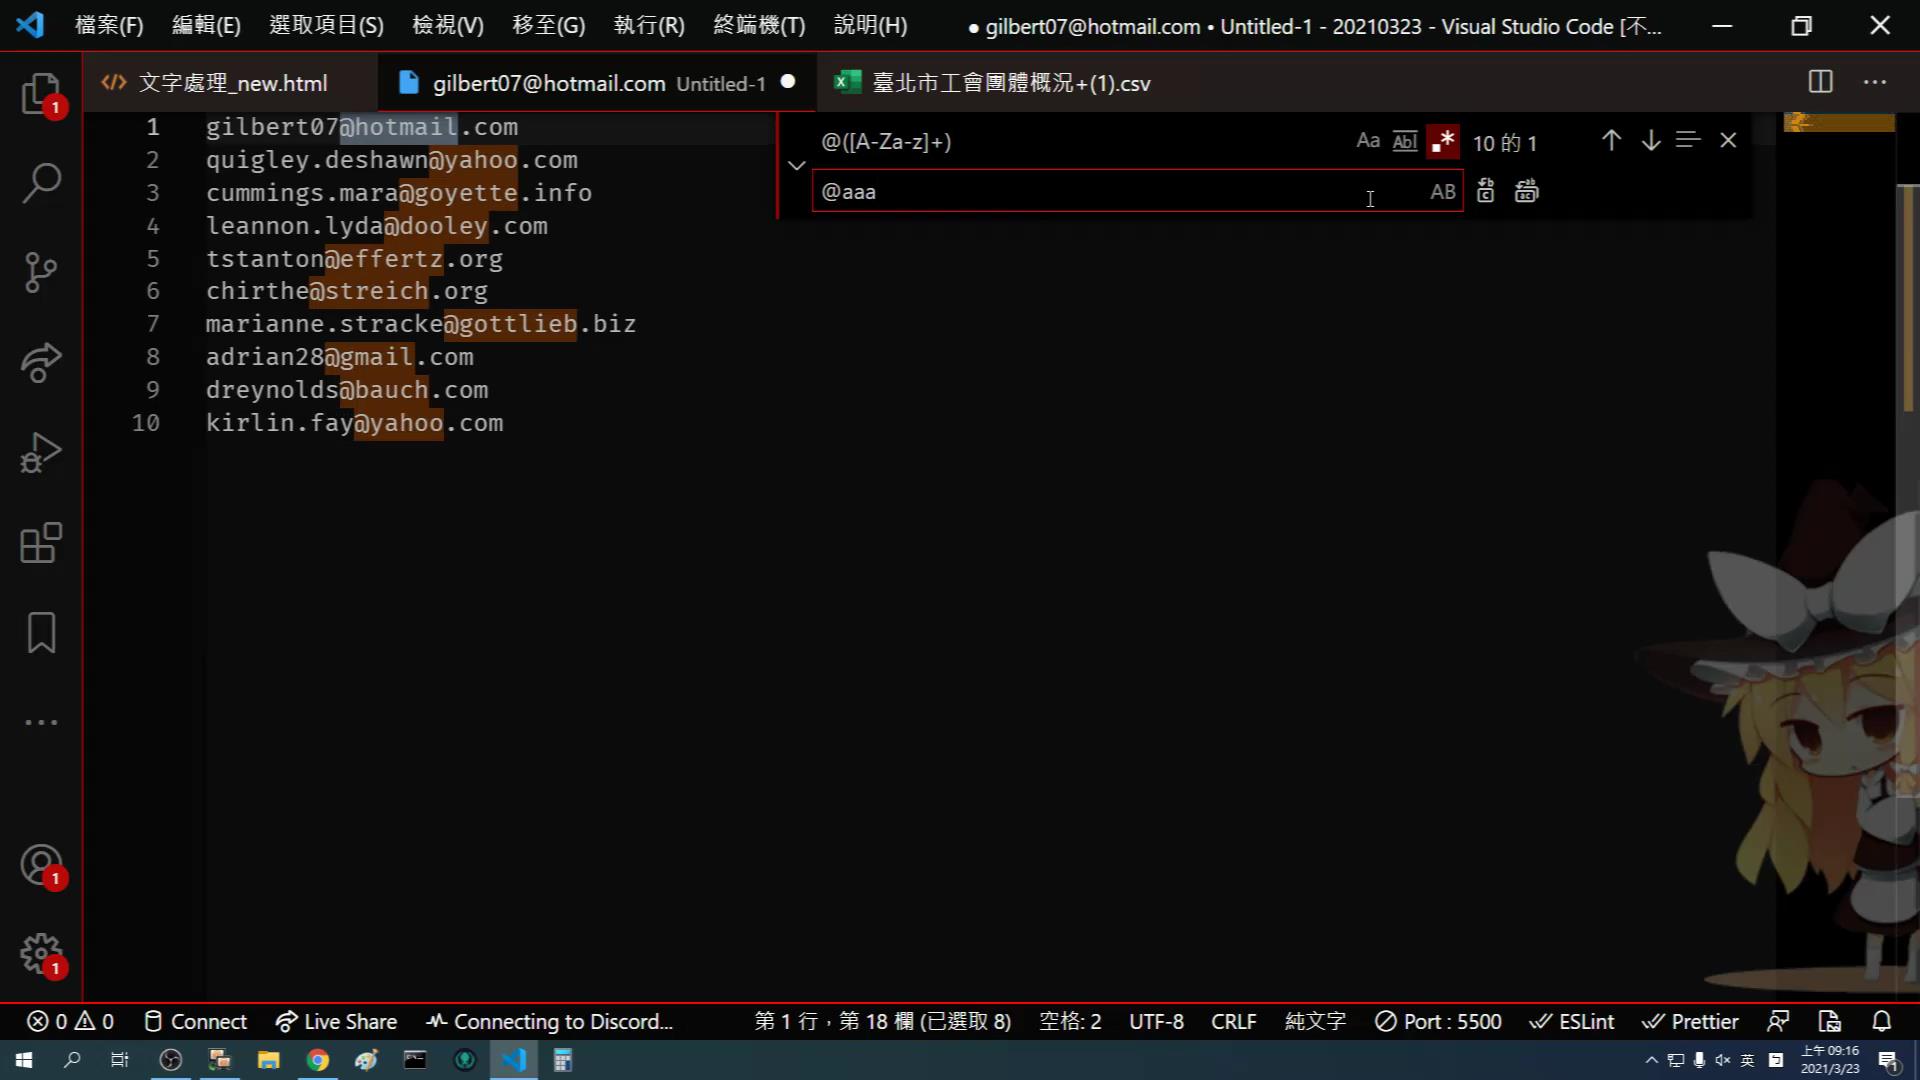 檔案(F) 編輯(E) 選取項目(S) 檢視(V) 移至(G) 執行(R) 終端機(T) 說明(H) ● gilbert07@hotmail.com • Untitled-1 - 20210323 - Visual Studio Code [不...
文字處理_new.html gilbert07@hotmail.com Untitled-1 ● 臺北市工會團體概況+(1).csv
@([A-Za-z]+) Aa Abl .* 10 的 1
@aaa AB
1 gilbert07@hotmail.com
2 quigley.deshawn@yahoo.com
3 cummings.mara@goyette.info
4 leannon.lyda@dooley.com
5 tstanton@effertz.org
6 chirthe@streich.org
7 marianne.stracke@gottlieb.biz
8 adrian28@gmail.com
9 dreynolds@bauch.com
10 kirlin.fay@yahoo.com
1
1
1
0 0 Connect Live Share Connecting to Discord... 第 1 行，第 18 欄 (已選取 8) 空格: 2 UTF-8 CRLF 純文字 Port : 5500 ESLint Prettier
英 上午 09:16
2021/3/23
1